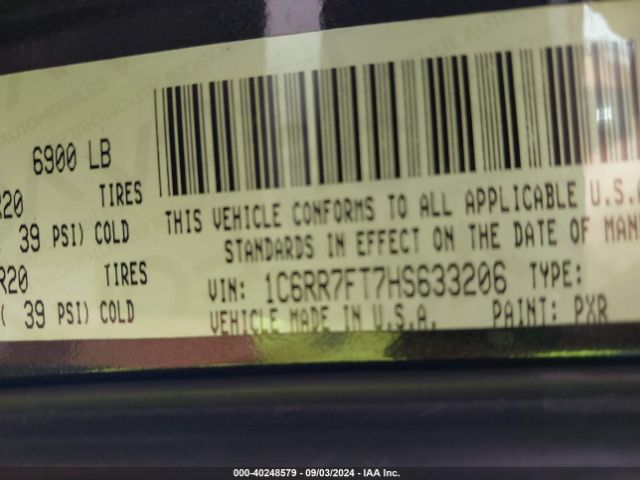 6900 LB
R20 TIRES
39 PSI) COLD
R20 TIRES
( 39 PSI) COLD
THIS VEHICLE CONFORMS TO ALL APPLICABLE U.S.
STANDARDS IN EFFECT ON THE DATE OF MAN
VIN: 1C6RR7FT7HS633206 TYPE:
VEHICLE MADE IN U.S.A. PAINT: PXR
000-40248579 - 09/03/2024 - IAA Inc.